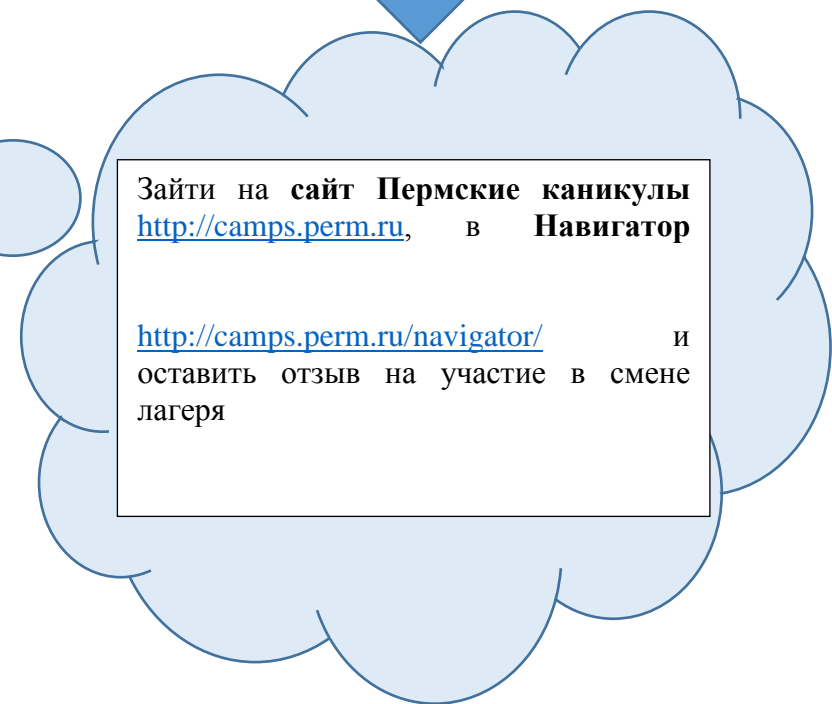 Зайти на сайт Пермские каникулы
http://camps.perm.ru, в Навигатор
http://camps.perm.ru/navigator/ и
оставить отзыв на участие в смене
лагеря